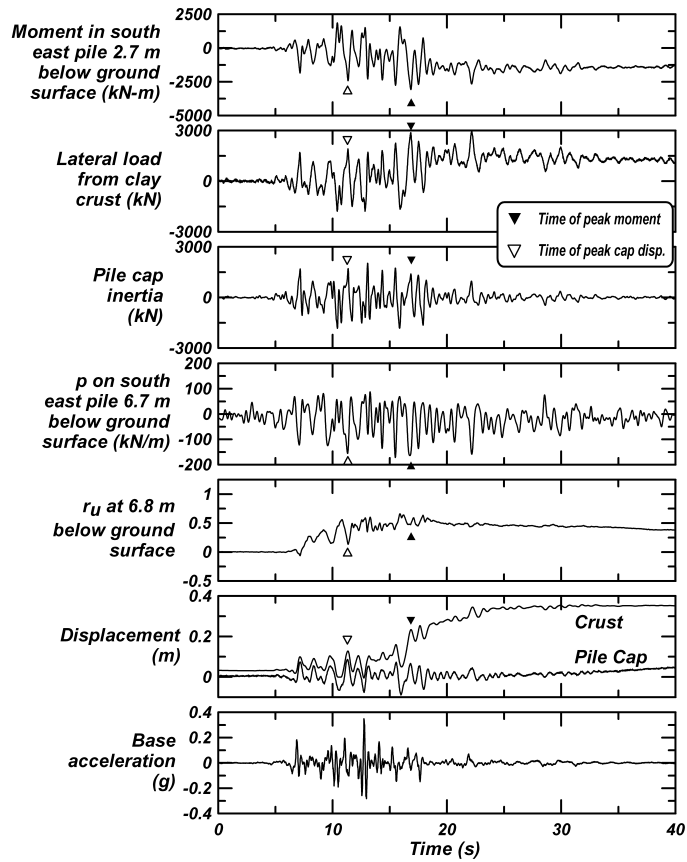 Moment in south
east pile 2.7 m
below ground
surface (kN-m)
2500
0
-2500
-5000
Lateral load
from clay
crust (kN)
3000
0
-3000
Time of peak moment
Time of peak cap disp.
Pile cap
inertia
(kN)
3000
0
-3000
p on south
east pile 6.7 m
below ground
surface (kN/m)
200
100
0
-100
-200
ru at 6.8 m
below ground
surface
1
0.5
0
-0.5
Displacement
(m)
0.4
0.2
0
Crust
Pile Cap
Base
acceleration
(g)
0.4
0.2
0.0
-0.2
-0.4
0 10 20 30 40
Time (s)